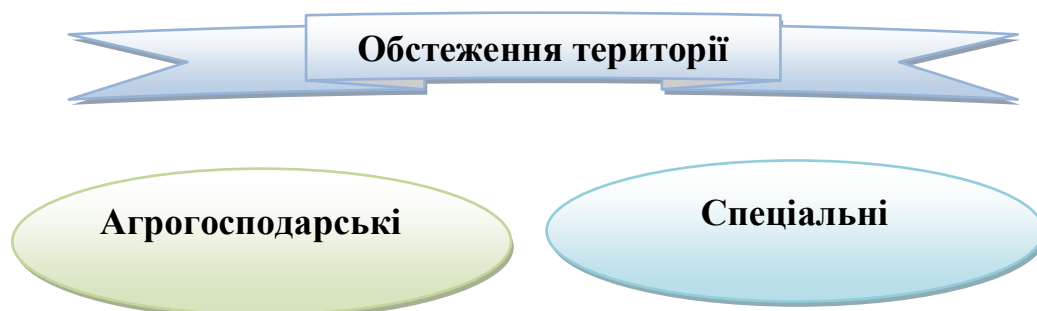 Обстеження території
Агрогосподарські
Спеціальні